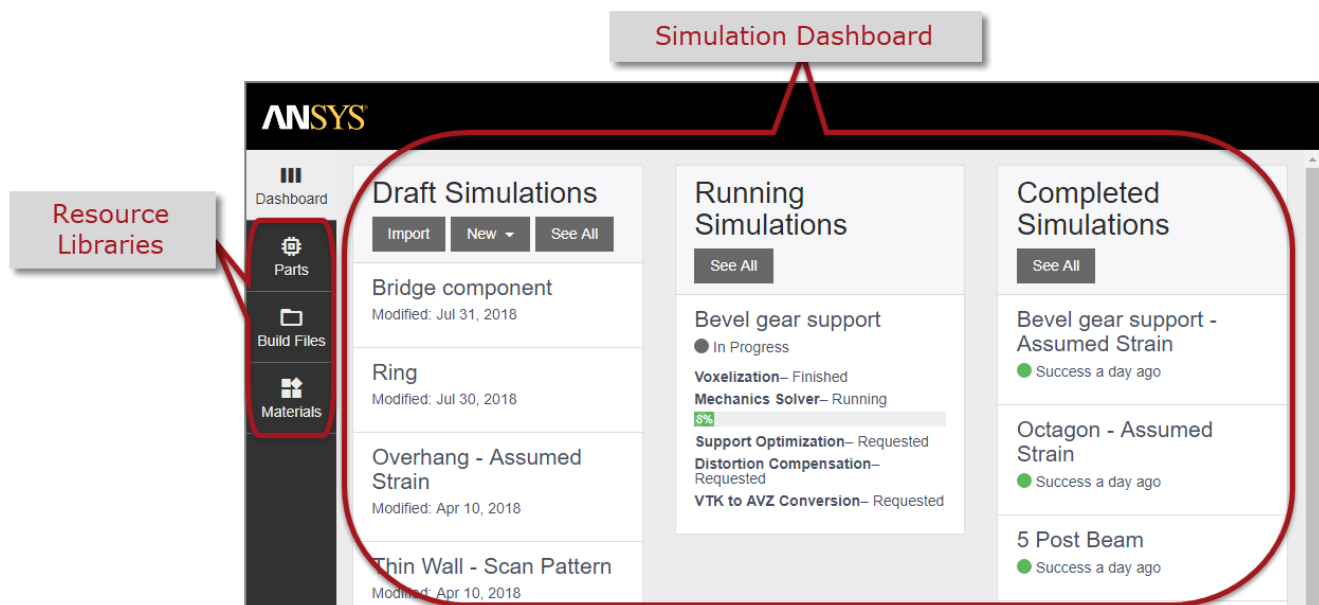 Simulation Dashboard
ANSYS®
Resource
Libraries
Dashboard
Parts
Build Files
Materials
Draft Simulations
Import
New
See All
Bridge component
Modified: Jul 31, 2018
Ring
Modified: Jul 30, 2018
Overhang - Assumed
Strain
Modified: Apr 10, 2018
Thin Wall - Scan Pattern
Modified: Apr 10, 2018
Running
Simulations
See All
Bevel gear support
In Progress
Voxelization– Finished
Mechanics Solver– Running
8%
Support Optimization– Requested
Distortion Compensation–
Requested
VTK to AVZ Conversion– Requested
Completed
Simulations
See All
Bevel gear support -
Assumed Strain
Success a day ago
Octagon - Assumed
Strain
Success a day ago
5 Post Beam
Success a day ago